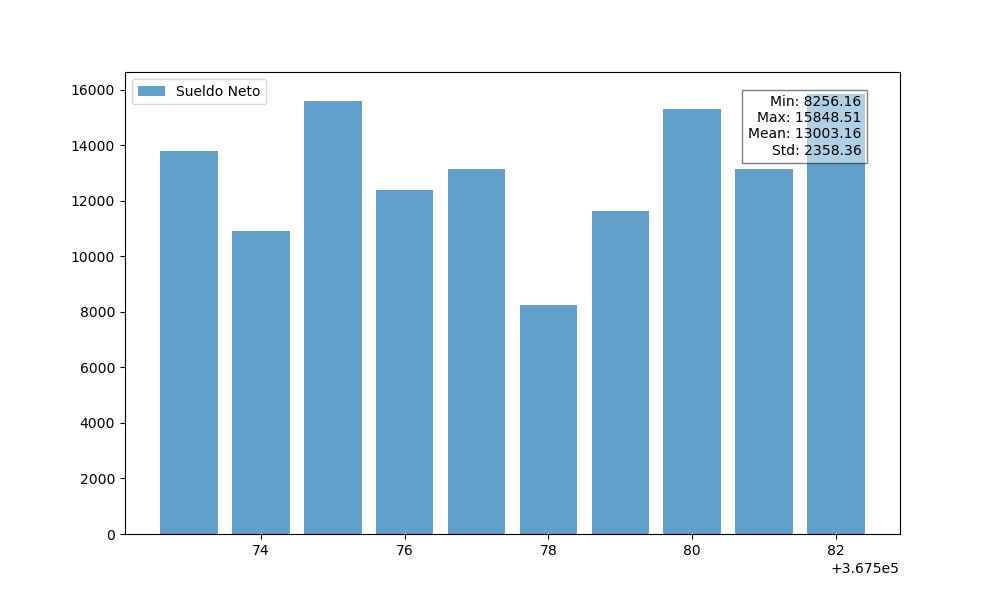 Sueldo Neto
Min: 8256.16
Max: 15848.51
Mean: 13003.16
Std: 2358.36
16000
14000
12000
10000
8000
6000
4000
2000
0
74 76 78 80 82
+3.675e5